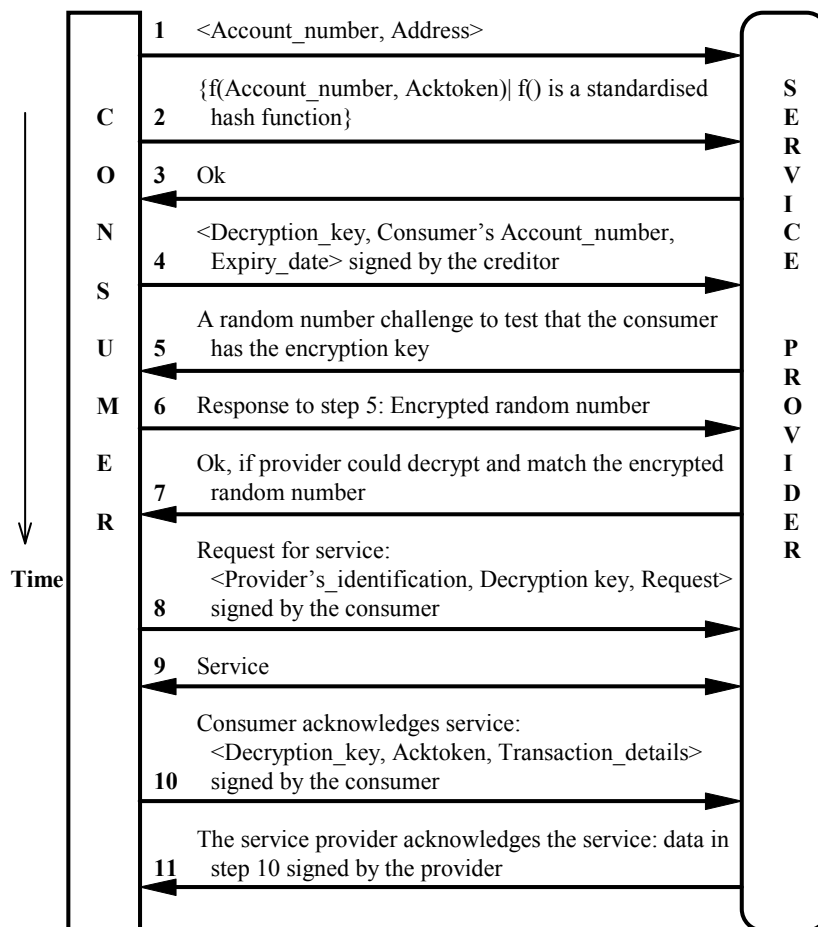 CONSUMER
SERVICE PROVIDER
Time
1 <Account_number, Address>
{f(Account_number, Acktoken)| f() is a standardised
2 hash function}
3 Ok
<Decryption_key, Consumer’s Account_number,
4 Expiry_date> signed by the creditor
A random number challenge to test that the consumer
5 has the encryption key
6 Response to step 5: Encrypted random number
Ok, if provider could decrypt and match the encrypted
7 random number
Request for service:
<Provider’s_identification, Decryption key, Request>
8 signed by the consumer
9 Service
Consumer acknowledges service:
<Decryption_key, Acktoken, Transaction_details>
10 signed by the consumer
The service provider acknowledges the service: data in
11 step 10 signed by the provider